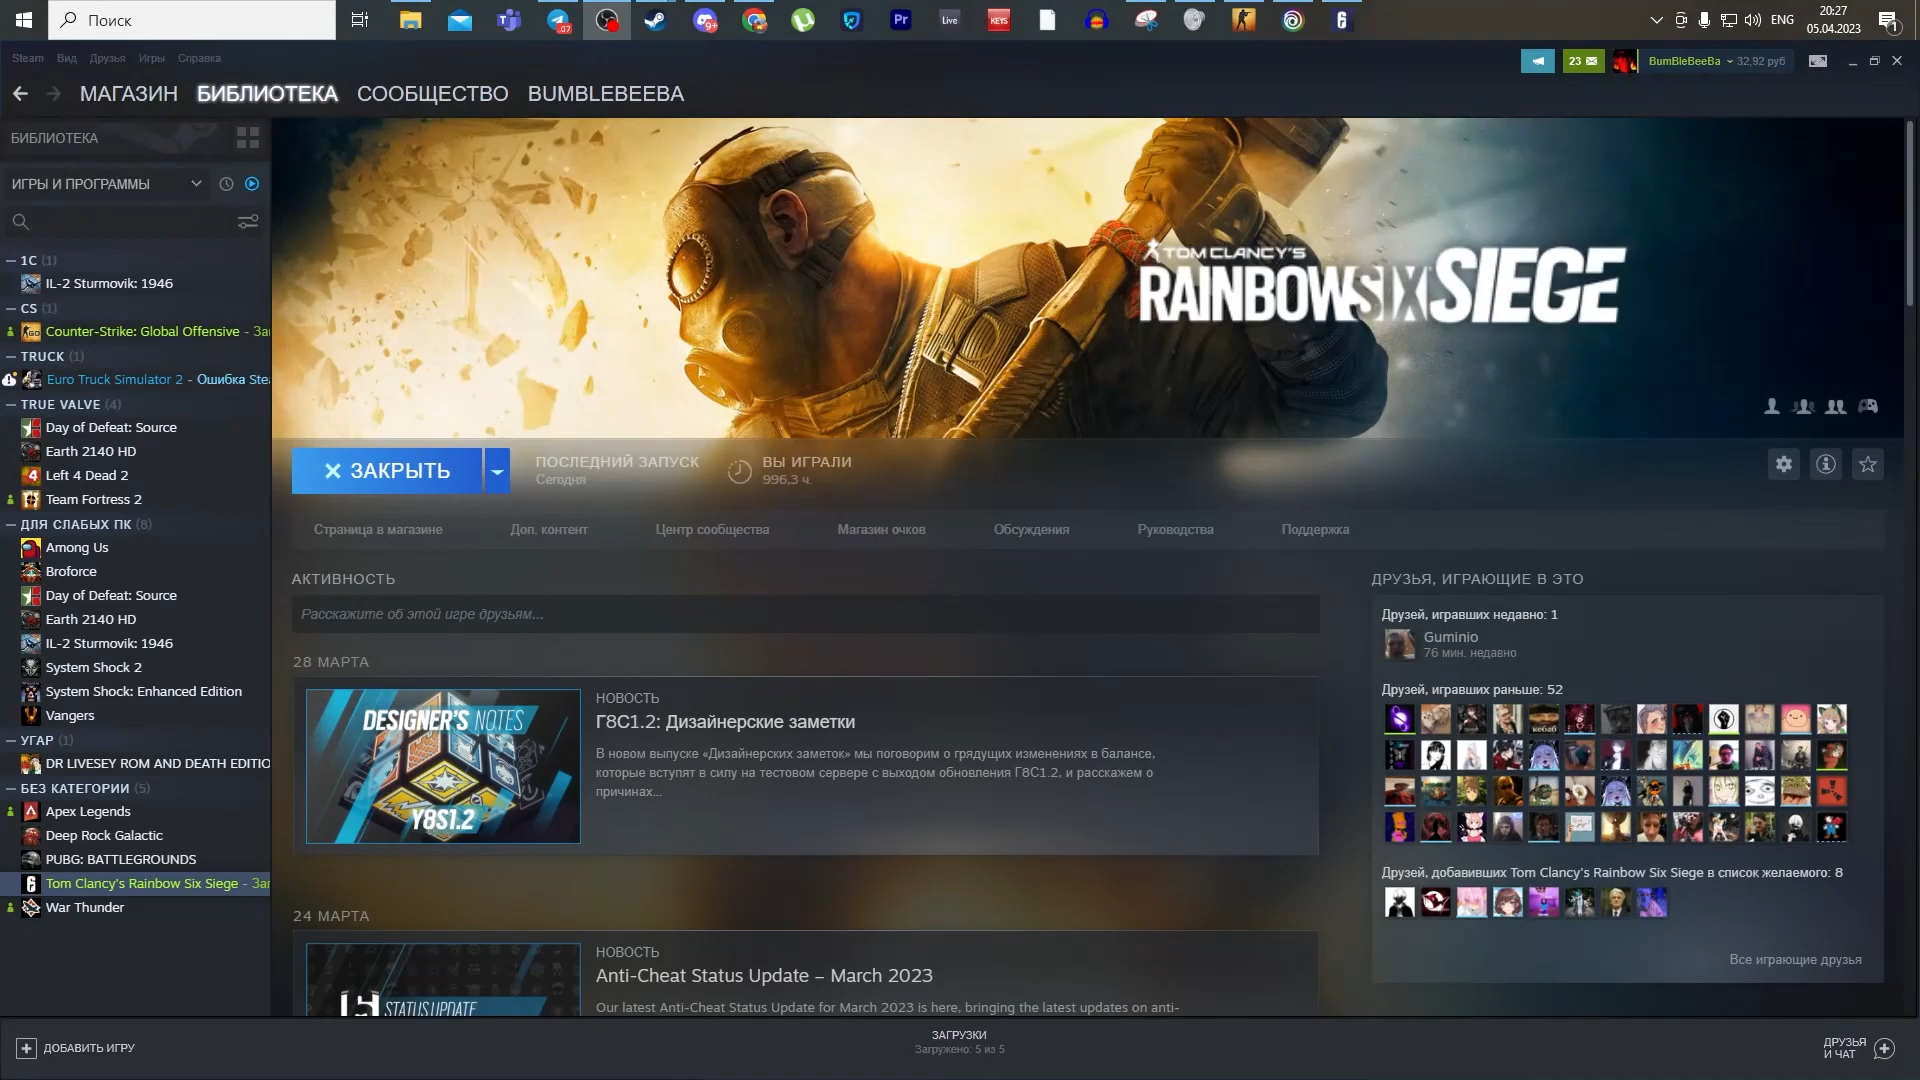 Поиск
9+
.07
Pr
Live
KEYS
ENG
20:27
05.04.2023
1
Steam Вид Друзья Игры Справка
23
BumBleBeeBa
32,92 руб
МАГАЗИН БИБЛИОТЕКА СООБЩЕСТВО BUMBLEBEEBA
БИБЛИОТЕКА
ИГРЫ И ПРОГРАММЫ
— 1С (1)
IL-2 Sturmovik: 1946
— CS (1)
Counter-Strike: Global Offensive - Зап
— TRUCK (1)
Euro Truck Simulator 2 - Ошибка Stea
— TRUE VALVE (4)
Day of Defeat: Source
Earth 2140 HD
Left 4 Dead 2
Team Fortress 2
— ДЛЯ СЛАБЫХ ПК (8)
Among Us
Broforce
Day of Defeat: Source
Earth 2140 HD
IL-2 Sturmovik: 1946
System Shock 2
System Shock: Enhanced Edition
Vangers
— УГАР (1)
DR LIVESEY ROM AND DEATH EDITIO
— БЕЗ КАТЕГОРИИ (5)
Apex Legends
Deep Rock Galactic
PUBG: BATTLEGROUNDS
Tom Clancy's Rainbow Six Siege - Зап
War Thunder
TOM CLANCY'S
RAINBOWSIX SIEGE
ЗАКРЫТЬ
ПОСЛЕДНИЙ ЗАПУСК
Сегодня
ВЫ ИГРАЛИ
996,3 ч.
Страница в магазине Доп. контент Центр сообщества Магазин очков Обсуждения Руководства Поддержка
АКТИВНОСТЬ
Расскажите об этой игре друзьям...
28 МАРТА
DESIGNER'S NOTES
Y8S1.2
НОВОСТЬ
Г8С1.2: Дизайнерские заметки
В новом выпуске «Дизайнерских заметок» мы поговорим о грядущих изменениях в балансе,
которые вступят в силу на тестовом сервере с выходом обновления Г8С1.2, и расскажем о
причинах...
24 МАРТА
STATUS UPDATE
НОВОСТЬ
Anti-Cheat Status Update – March 2023
Our latest Anti-Cheat Status Update for March 2023 is here, bringing the latest updates on anti-
ДРУЗЬЯ, ИГРАЮЩИЕ В ЭТО
Друзей, игравших недавно: 1
Guminio
76 мин. недавно
Друзей, игравших раньше: 52
Друзей, добавивших Tom Clancy's Rainbow Six Siege в список желаемого: 8
Все играющие друзья
ДОБАВИТЬ ИГРУ
ЗАГРУЗКИ
Загружено: 5 из 5
ДРУЗЬЯ
И ЧАТ